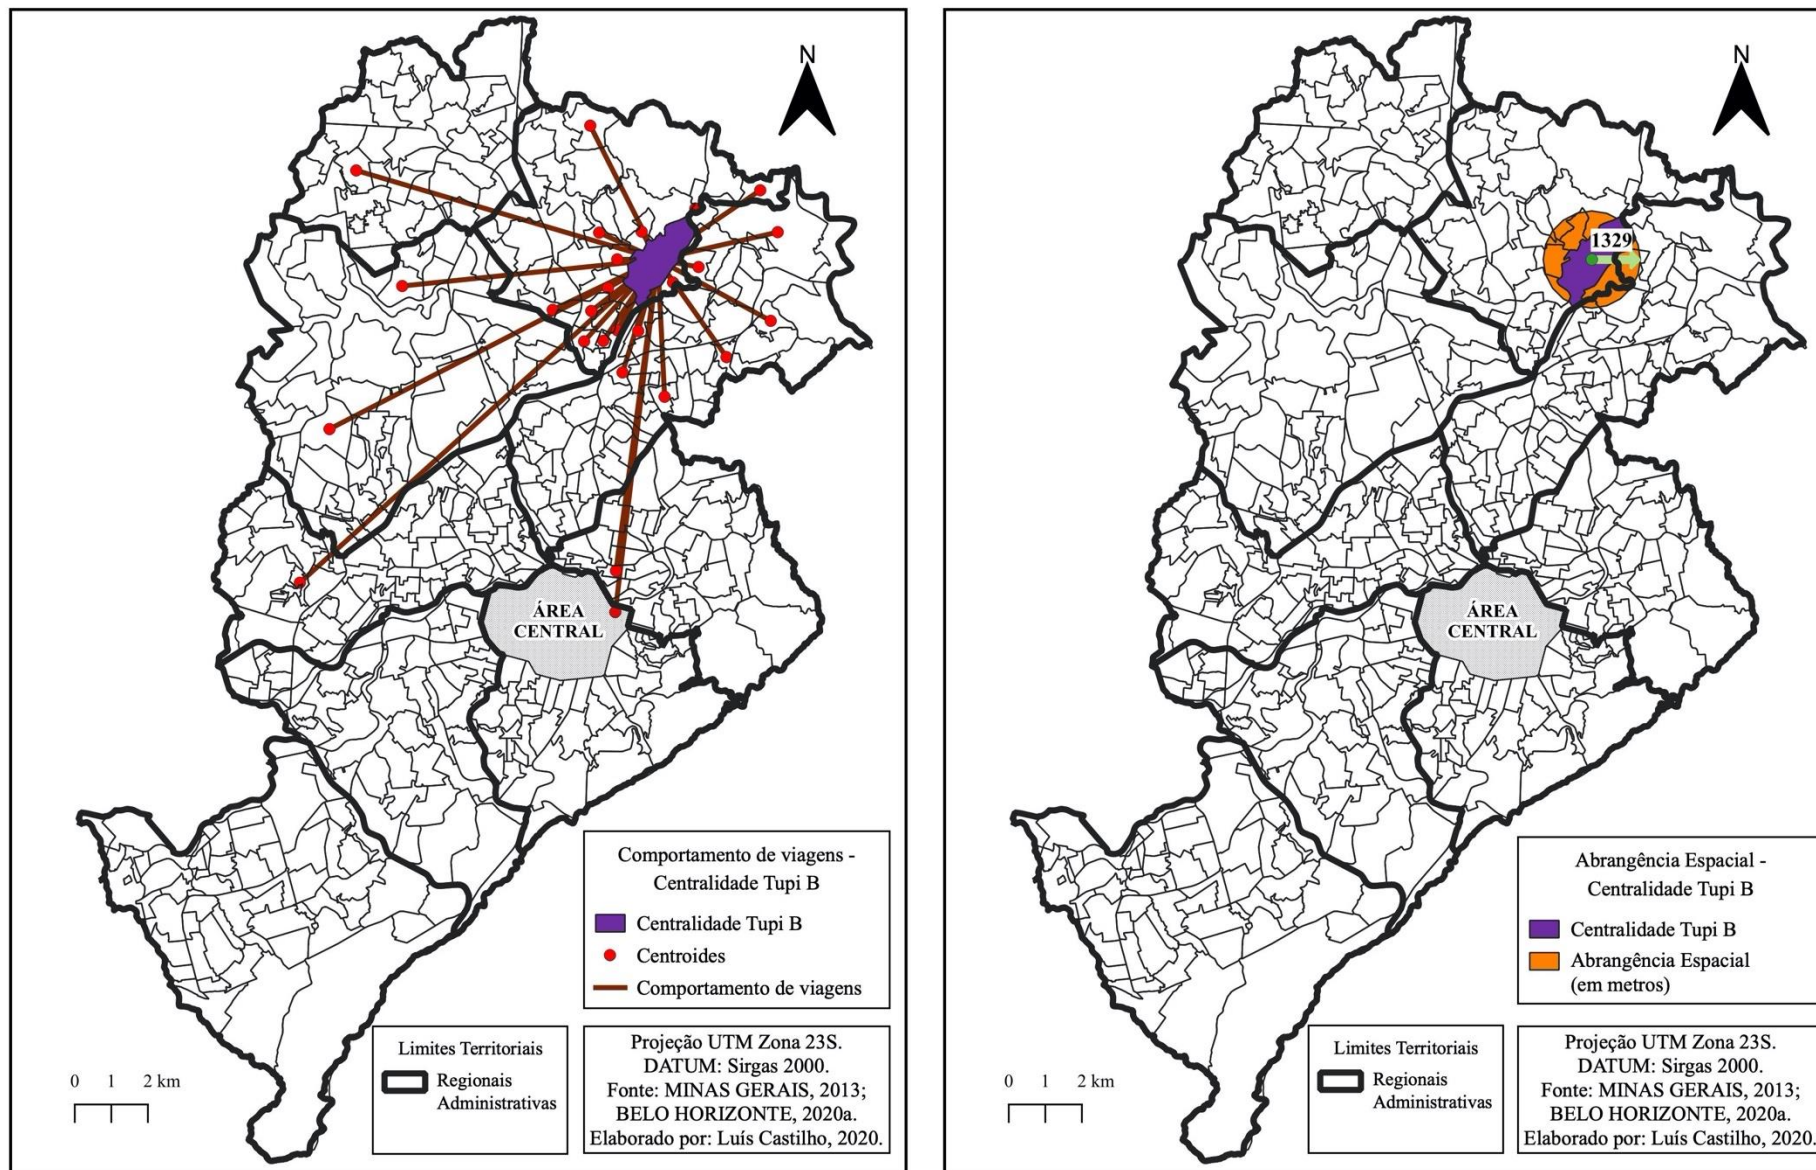 N
ÁREA
CENTRAL
Comportamento de viagens -
Centralidade Tupi B
Centralidade Tupi B
Centroides
Comportamento de viagens
Limites Territoriais
Regionais
Administrativas
Projeção UTM Zona 23S.
DATUM: Sirgas 2000.
Fonte: MINAS GERAIS, 2013;
BELO HORIZONTE, 2020a.
Elaborado por: Luís Castilho, 2020.
0 1 2 km
N
1329
ÁREA
CENTRAL
Abrangência Espacial -
Centralidade Tupi B
Centralidade Tupi B
Abrangência Espacial
(em metros)
Limites Territoriais
Regionais
Administrativas
Projeção UTM Zona 23S.
DATUM: Sirgas 2000.
Fonte: MINAS GERAIS, 2013;
BELO HORIZONTE, 2020a.
Elaborado por: Luís Castilho, 2020.
0 1 2 km